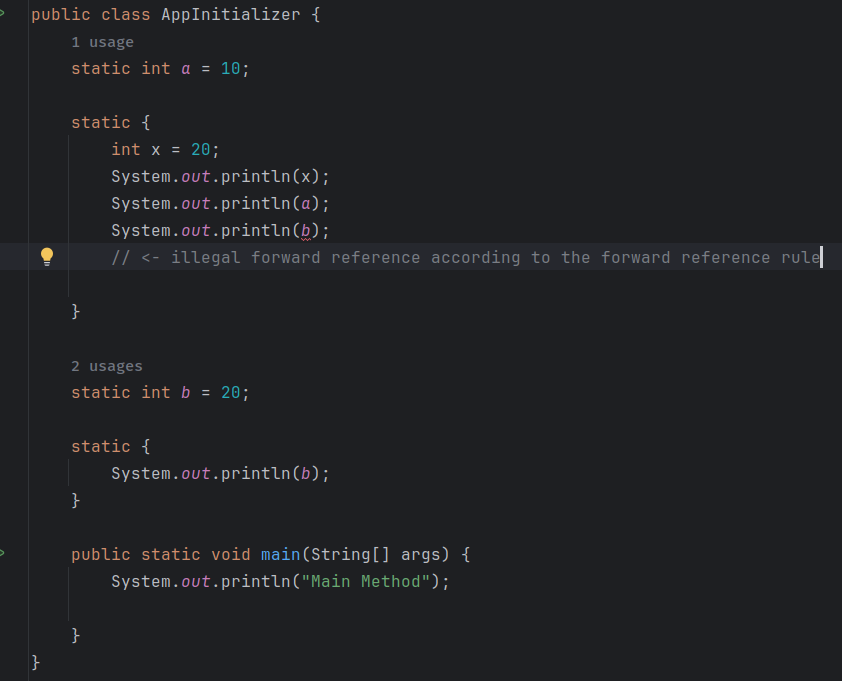 public class AppInitializer {
1 usage
static int a = 10;
static {
int x = 20;
System.out.println(x);
System.out.println(a);
System.out.println(b);
// <- illegal forward reference according to the forward reference rule
}
2 usages
static int b = 20;
static {
System.out.println(b);
}
public static void main(String[] args) {
System.out.println("Main Method");
}
}